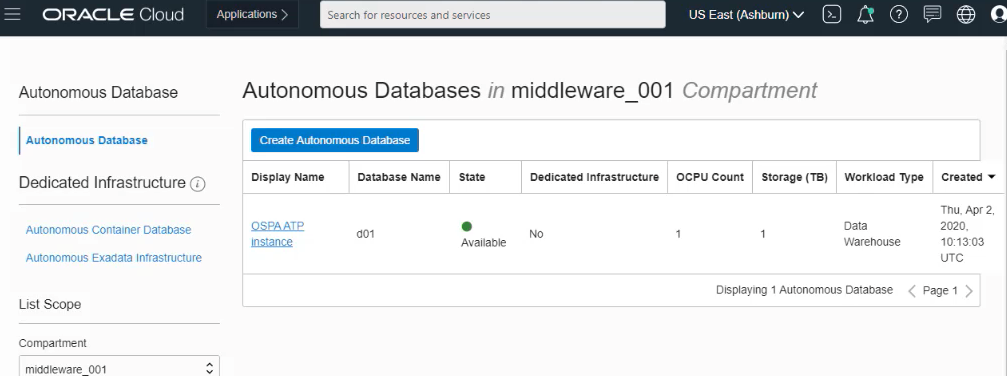 ORACLE Cloud
Applications >
Search for resources and services
US East (Ashburn)
Autonomous Database
Autonomous Database
Dedicated Infrastructure
Autonomous Container Database
Autonomous Exadata Infrastructure
List Scope
Compartment
middleware_001
Autonomous Databases in middleware_001 Compartment
Create Autonomous Database
Display Name Database Name State Dedicated Infrastructure OCPU Count Storage (TB) Workload Type Created
OSPA ATP
instance
d01
Available
No
1
1
Data
Warehouse
Thu, Apr 2,
2020,
10:13:03
UTC
Displaying 1 Autonomous Database < Page 1 >